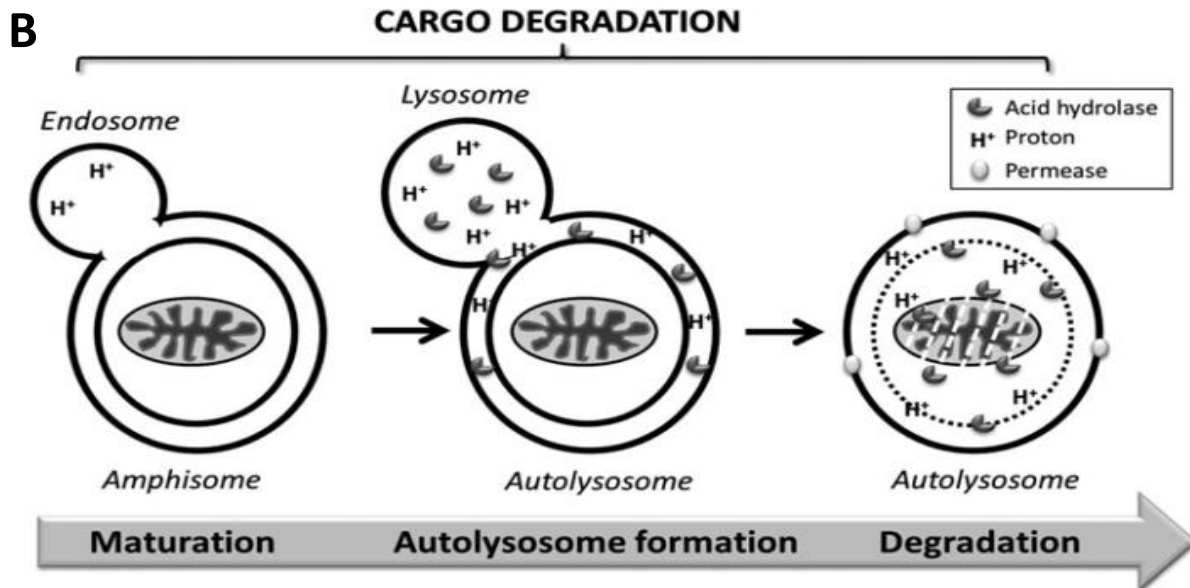 B
CARGO DEGRADATION
Endosome
H⁺
H⁺
Lysosome
H⁺
H⁺
H⁺
H⁺
H⁺
H⁺
H⁺
H⁺
Acid hydrolase
H⁺ Proton
Permease
H⁺
H⁺
H⁺
H⁺
H⁺
Amphisome
Autolysosome
Autolysosome
Maturation
Autolysosome formation
Degradation